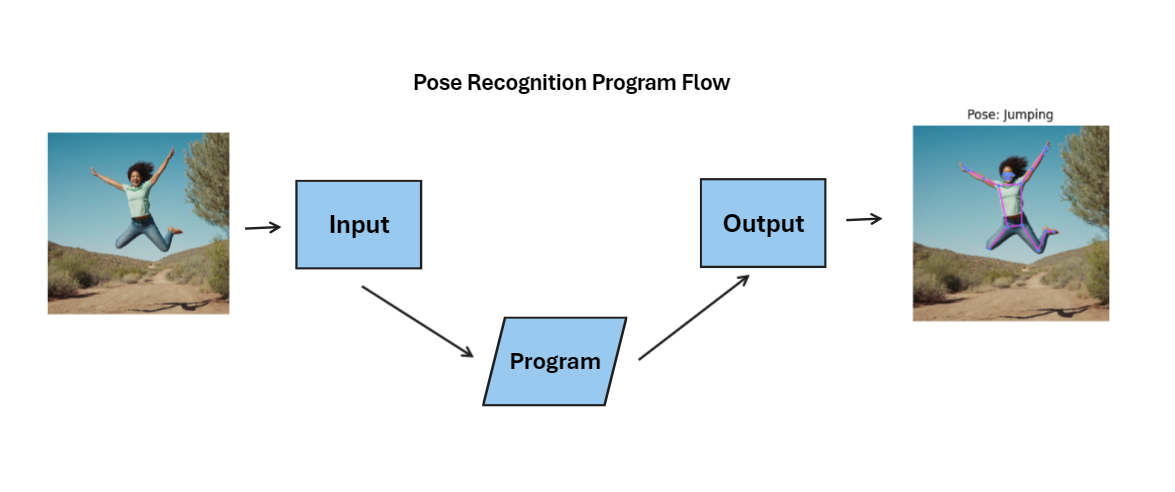 Pose Recognition Program Flow
Pose: Jumping
Input
Output
Program